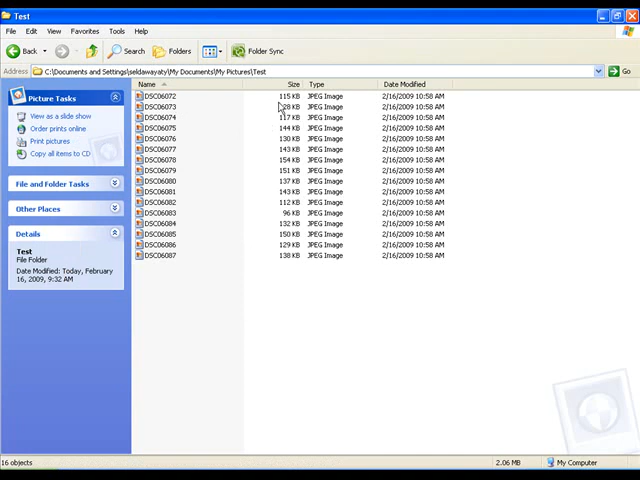 Test
File Edit View Favorites Tools Help
Back Search Folders Folder Sync
Address C:\Documents and Settings\seldawayaty\My Documents\My Pictures\Test Go
Picture Tasks
View as a slide show
Order prints online
Print pictures
Copy all items to CD
File and Folder Tasks
Other Places
Details
Test
File Folder
Date Modified: Today, February
16, 2009, 9:32 AM
Name Size Type Date Modified
DSC06072 115 KB JPEG Image 2/16/2009 10:58 AM
DSC06073 KB JPEG Image 2/16/2009 10:58 AM
DSC06074 117 KB JPEG Image 2/16/2009 10:58 AM
DSC06075 144 KB JPEG Image 2/16/2009 10:58 AM
DSC06076 130 KB JPEG Image 2/16/2009 10:58 AM
DSC06077 143 KB JPEG Image 2/16/2009 10:58 AM
DSC06078 154 KB JPEG Image 2/16/2009 10:58 AM
DSC06079 151 KB JPEG Image 2/16/2009 10:58 AM
DSC06080 137 KB JPEG Image 2/16/2009 10:58 AM
DSC06081 143 KB JPEG Image 2/16/2009 10:58 AM
DSC06082 112 KB JPEG Image 2/16/2009 10:58 AM
DSC06083 96 KB JPEG Image 2/16/2009 10:58 AM
DSC06084 132 KB JPEG Image 2/16/2009 10:58 AM
DSC06085 150 KB JPEG Image 2/16/2009 10:58 AM
DSC06086 129 KB JPEG Image 2/16/2009 10:58 AM
DSC06087 138 KB JPEG Image 2/16/2009 10:58 AM
16 objects 2.06 MB My Computer